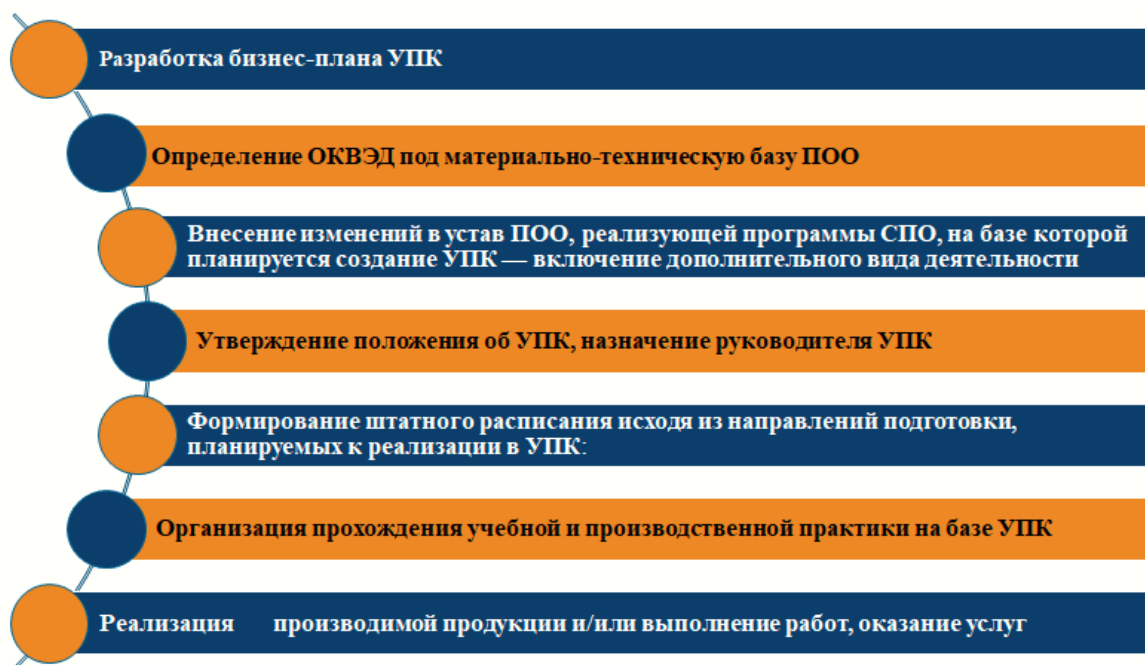 Разработка бизнес-плана УПК
Определение ОКВЭД под материально-техническую базу ПОО
Внесение изменений в устав ПОО, реализующей программы СПО, на базе которой
планируется создание УПК — включение дополнительного вида деятельности
Утверждение положения об УПК, назначение руководителя УПК
Формирование штатного расписания исходя из направлений подготовки,
планируемых к реализации в УПК:
Организация прохождения учебной и производственной практики на базе УПК
Реализация производимой продукции и/или выполнение работ, оказание услуг